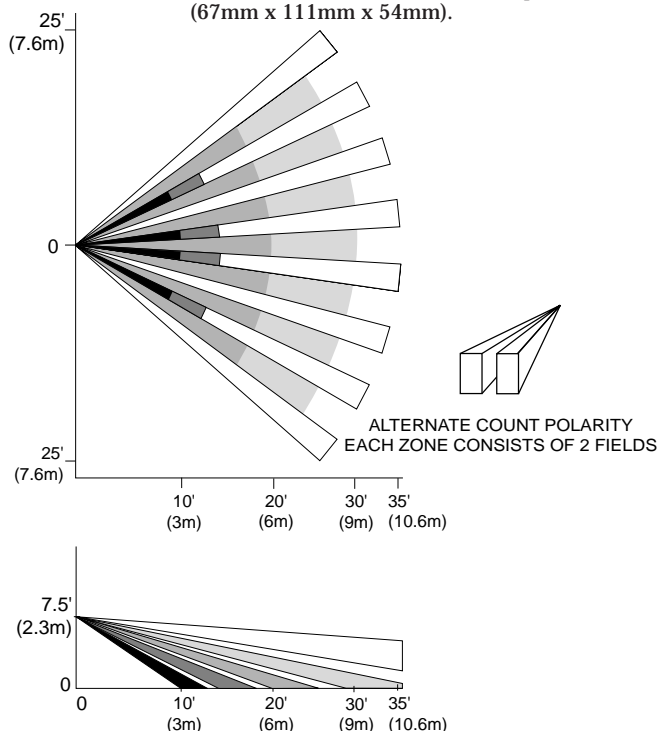 (67mm x 111mm x 54mm).
25'
(7.6m)
0
25'
(7.6m)
10' 20' 30' 35'
(3m) (6m) (9m) (10.6m)
ALTERNATE COUNT POLARITY
EACH ZONE CONSISTS OF 2 FIELDS
7.5'
(2.3m)
0
0 10' 20' 30' 35'
(3m) (6m) (9m) (10.6m)